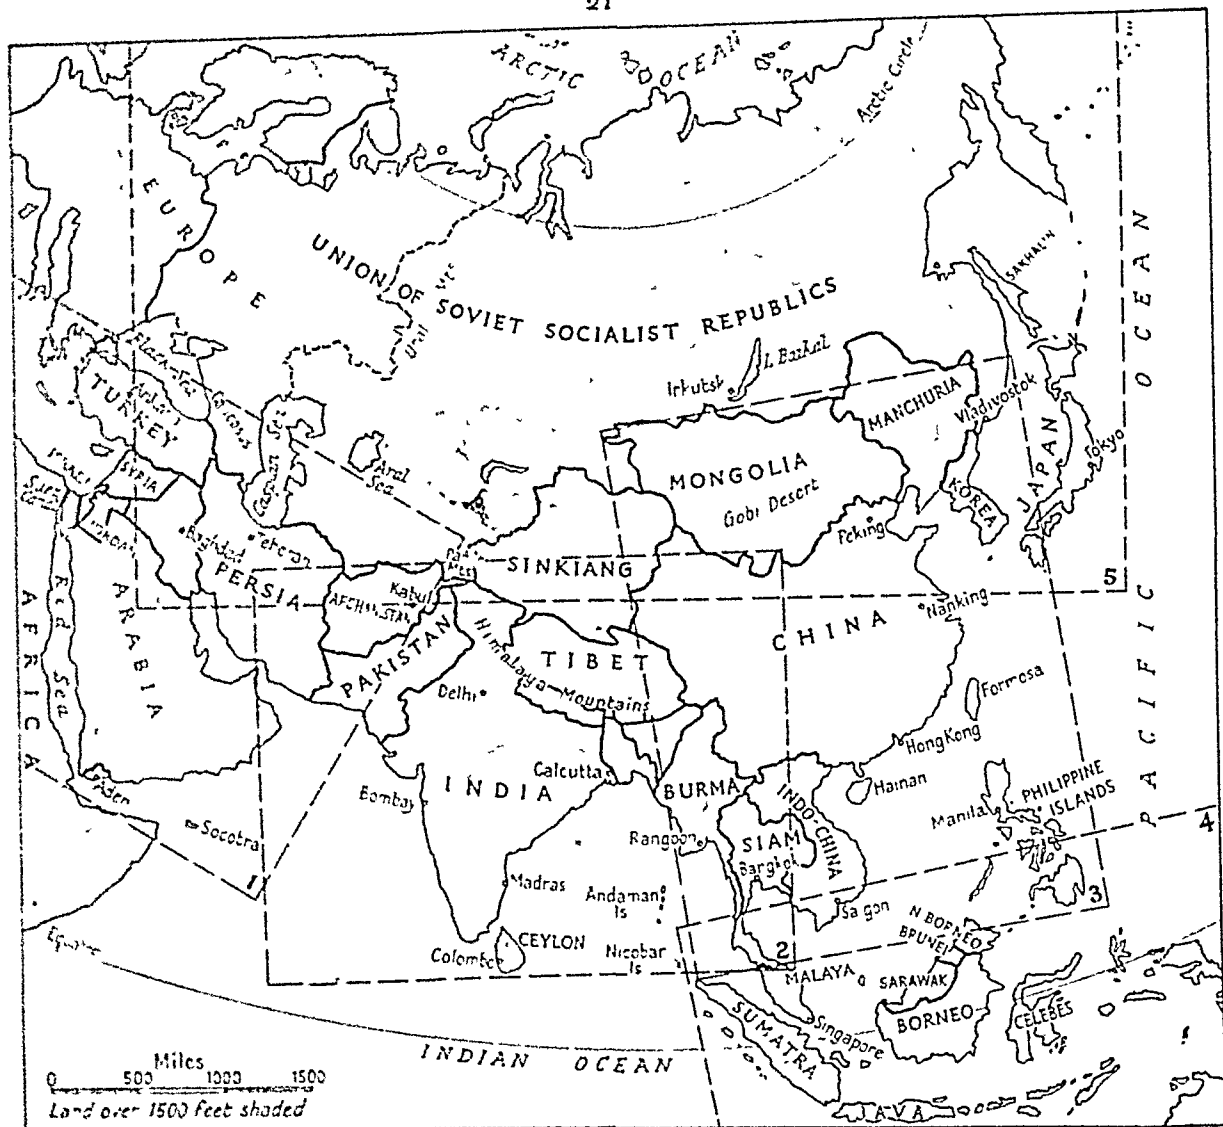 21
ARCTIC OCEAN
Arctic Circle
EUROPE
UNION OF SOVIET SOCIALIST REPUBLICS
Ural
SAKHALIN
PACIFIC OCEAN
Black Sea
Caucasus
TURKEY
Caspian Sea
Aral Sea
Irkutsk
L Baikal
MANCHURIA
Vladivostok
MONGOLIA
Gobi Desert
JAPAN
Tokyo
KOREA
Peking
SYRIA
Israel
Baghdad
Teheran
PERSIA
Kabul
AFGHANISTAN
SINKIANG
5
Nanking
CHINA
TIBET
Himalaya Mountains
PAKISTAN
Delhi
AFRICA
Red Sea
ARABIA
Formosa
Hong Kong
Hainan
Calcutta
INDIA
BURMA
INDO-CHINA
Bombay
Aden
Socotra
Rangoon
SIAM
Bangkok
Manila
PHILIPPINE
ISLANDS
4
1
Madras
Andaman
Is
Saigon
3
Equator
Colombo
CEYLON
Nicobar
Is
2
N BORNEO
BRUNEI
MALAYA
SARAWAK
BORNEO
CELEBES
SUMATRA
Singapore
INDIAN OCEAN
JAVA
Miles
0 500 1000 1500
Land over 1500 feet shaded